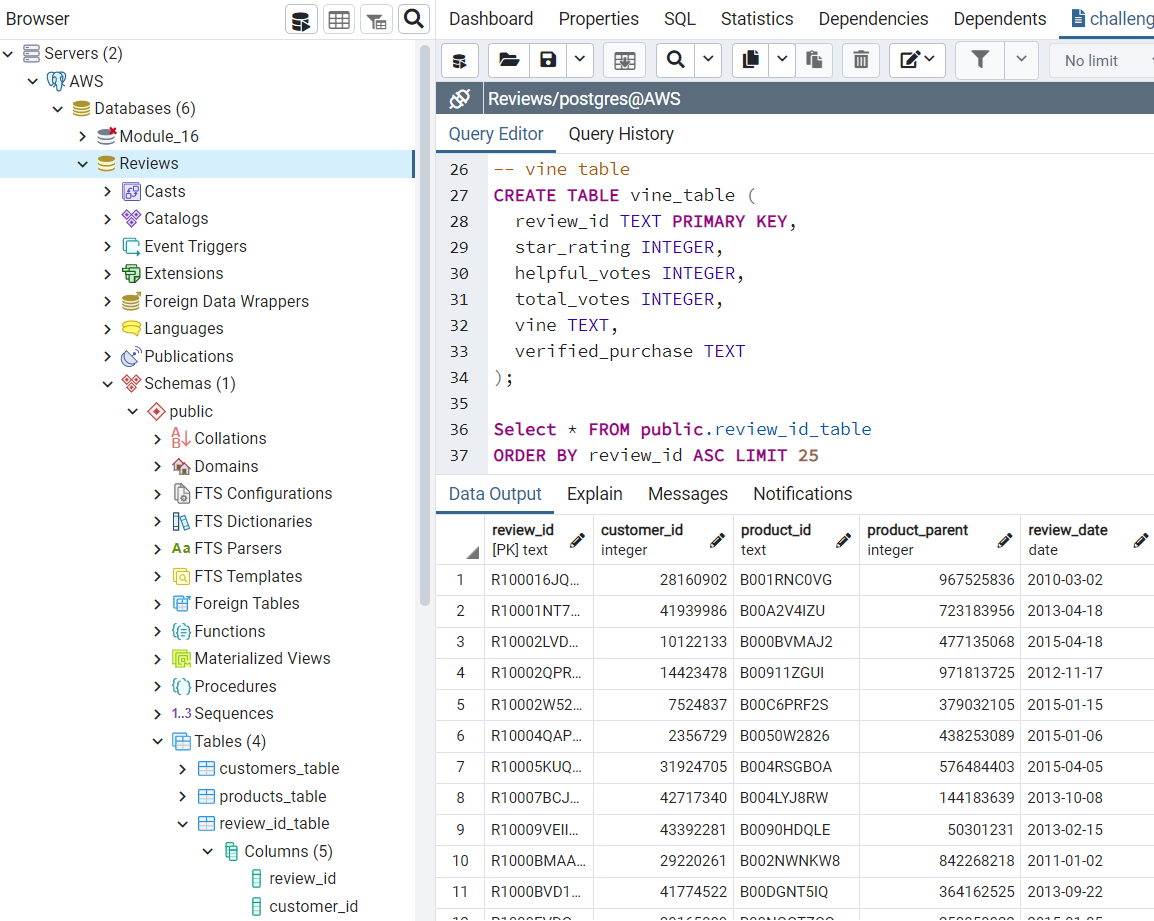 Browser
Servers (2)
AWS
Databases (6)
Module_16
Reviews
Casts
Catalogs
Event Triggers
Extensions
Foreign Data Wrappers
Languages
Publications
Schemas (1)
public
Collations
Domains
FTS Configurations
FTS Dictionaries
Aa FTS Parsers
FTS Templates
Foreign Tables
Functions
Materialized Views
Procedures
1..3 Sequences
Tables (4)
customers_table
products_table
review_id_table
Columns (5)
review_id
customer_id
Dashboard Properties SQL Statistics Dependencies Dependents challeng
No limit
Reviews/postgres@AWS
Query Editor Query History
26 -- vine table
27 CREATE TABLE vine_table (
28 review_id TEXT PRIMARY KEY,
29 star_rating INTEGER,
30 helpful_votes INTEGER,
31 total_votes INTEGER,
32 vine TEXT,
33 verified_purchase TEXT
34 );
35
36 Select * FROM public.review_id_table
37 ORDER BY review_id ASC LIMIT 25
Data Output Explain Messages Notifications
review_id customer_id product_id product_parent review_date
[PK] text integer text integer date
1 R100016JQ... 28160902 B001RNC0VG 967525836 2010-03-02
2 R10001NT7... 41939986 B00A2V4IZU 723183956 2013-04-18
3 R10002LVD... 10122133 B000BVMAJ2 477135068 2015-04-18
4 R10002QPR... 14423478 B00911ZGUI 971813725 2012-11-17
5 R10002W52... 7524837 B00C6PRF2S 379032105 2015-01-15
6 R10004QAP... 2356729 B0050W2826 438253089 2015-01-06
7 R10005KUQ... 31924705 B004RSGBOA 576484403 2015-04-05
8 R10007BCJ... 42717340 B004LYJ8RW 144183639 2013-10-08
9 R10009VEII... 43392281 B0090HDQLE 50301231 2013-02-15
10 R1000BMAA... 29220261 B002NWNKW8 842268218 2011-01-02
11 R1000BVD1... 41774522 B00DGNT5IQ 364162525 2013-09-22